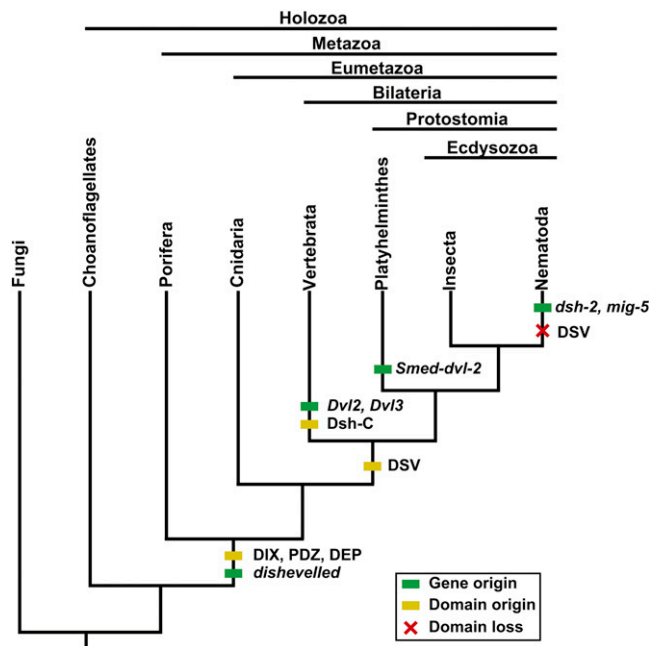 Holozoa
Metazoa
Eumetazoa
Bilateria
Protostomia
Ecdysozoa
Fungi
Choanoflagellates
Porifera
Cnidaria
Vertebrata
Platyhelminthes
Insecta
Nematoda
dsh-2, mig-5
DSV
Smed-dvl-2
Dvl2, Dvl3
Dsh-C
DSV
DIX, PDZ, DEP
dishevelled
Gene origin
Domain origin
Domain loss